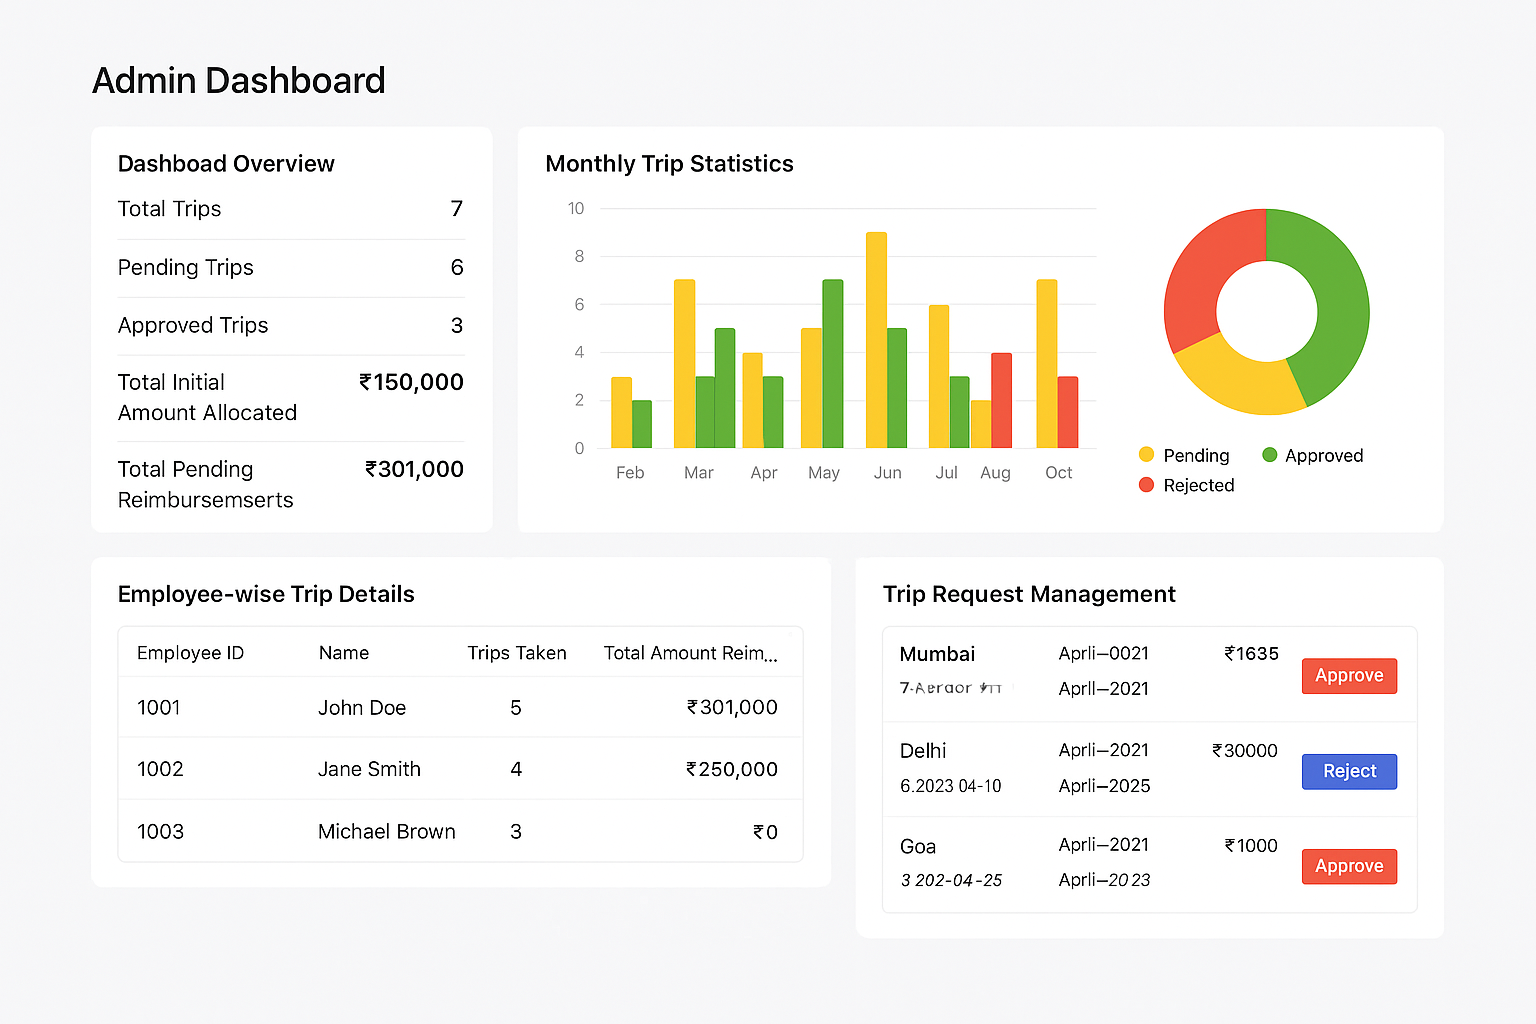 Admin Dashboard
Dashboad Overview
Total Trips 7
Pending Trips 6
Approved Trips 3
Total Initial ₹150,000
Amount Allocated
Total Pending ₹301,000
Reimbursemserts
Monthly Trip Statistics
10
8
6
4
2
0
Feb Mar Apr May Jun Jul Aug Oct
Pending Approved
Rejected
Employee-wise Trip Details
Employee ID Name Trips Taken Total Amount Reim...
1001 John Doe 5 ₹301,000
1002 Jane Smith 4 ₹250,000
1003 Michael Brown 3 ₹0
Trip Request Management
Mumbai Aprli–0021 ₹1635
Approve
Aprll–2021
Delhi Aprli–2021 ₹30000
Reject
6.2023 04-10 Aprli–2025
Goa Aprli–2021 ₹1000
Approve
3 202-04-25 Aprli–2023